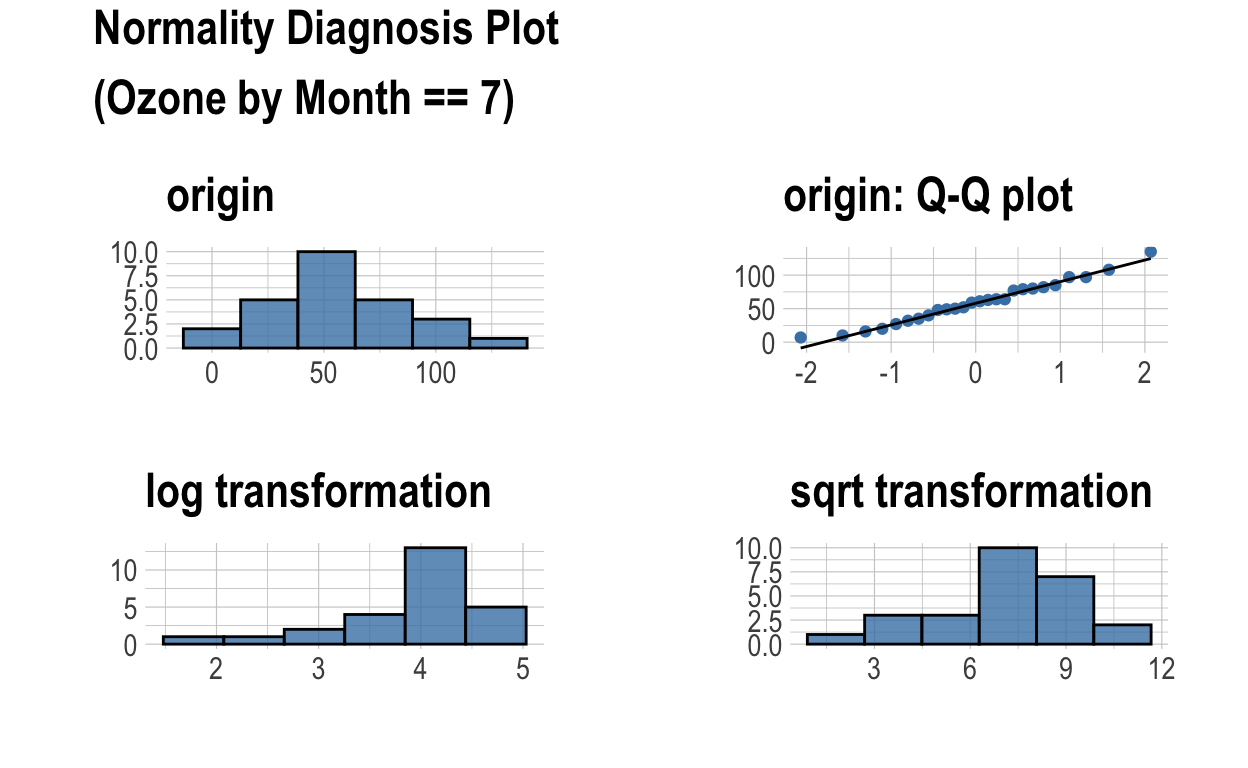 Normality Diagnosis Plot
(Ozone by Month == 7)
origin
10.0
7.5
5.0
2.5
0.0
0 50 100
origin: Q-Q plot
100
50
0
-2 -1 0 1 2
log transformation
10
5
0
2 3 4 5
sqrt transformation
10.0
7.5
5.0
2.5
0.0
3 6 9 12